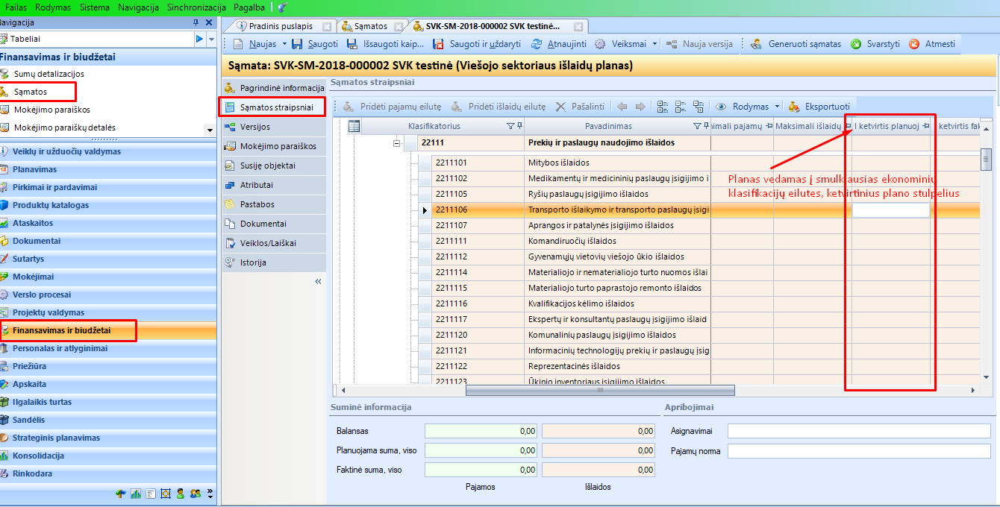 Failas Rodymas Sistema Navigacija Sinchronizacija Pagalba
Navigacija
Tabeliai
Finansavimas ir biudžetai
Sumų detalizacijos
Sąmatos
Mokėjimo paraiškos
Mokėjimo paraiškų detalės
Veiklų ir užduočių valdymas
Planavimas
Pirkimai ir pardavimai
Produktų katalogas
Ataskaitos
Dokumentai
Sutartys
Mokėjimai
Verslo procesai
Projektų valdymas
Finansavimas ir biudžetai
Personalas ir atlyginimai
Priežiūra
Apskaita
Ilgalaikis turtas
Sandėlis
Strateginis planavimas
Konsolidacija
Rinkodara
Pradinis puslapis
Sąmatos
SVK-SM-2018-000002 SVK testinė...
Naujas Saugoti Išsaugoti kaip... Saugoti ir uždaryti Atnaujinti Veiksmai Nauja versija Generuoti sąmatas Svarstyti Atmesti
Sąmata: SVK-SM-2018-000002 SVK testinė (Viešojo sektoriaus išlaidų planas)
Pagrindinė informacija
Sąmatos straipsniai
Versijos
Mokėjimo paraiškos
Susiję objektai
Atributai
Pastabos
Dokumentai
Veiklos/Laiškai
Istorija
Sąmatos straipsniai
Pridėti pajamų eilutę Pridėti išlaidų eilutę Pašalinti Rodymas Eksportuoti
Klasifikatorius Pavadinimas imali pajamų Maksimali išlaidų I ketvirtis planuoj ketvirtis fak
22111 Prekių ir paslaugų naudojimo išlaidos
2211101 Mitybos išlaidos
2211102 Medikamentų ir medicininių paslaugų įsigijimo i
2211105 Ryšių paslaugų įsigijimo išlaidos
2211106 Transporto išlaikymo ir transporto paslaugų įsigi
2211107 Aprangos ir patalynės įsigijimo išlaidos
2211111 Komandiruočių išlaidos
2211112 Gyvenamųjų vietovių viešojo ūkio išlaidos
2211114 Materialiojo ir nematerialiojo turto nuomos išlai
2211115 Materialiojo turto paprastojo remonto išlaidos
2211116 Kvalifikacijos kėlimo išlaidos
2211117 Ekspertų ir konsultantų paslaugų įsigijimo išlaid
2211120 Komunalinių paslaugų įsigijimo išlaidos
2211121 Informacinių technologijų prekių ir paslaugų įsig
2211122 Reprezentacinės išlaidos
2211123 Ūkinio inventoriaus įsigijimo išlaidos
Planas vedamas į smulkiausias ekonominių
klasifikacijų eilutes, ketvirtinius plano stulpelius
Suminė informacija
Balansas 0,00 0,00
Planuojama suma, viso 0,00 0,00
Faktinė suma, viso 0,00 0,00
Pajamos Išlaidos
Apribojimai
Asignavimai
Pajamų norma